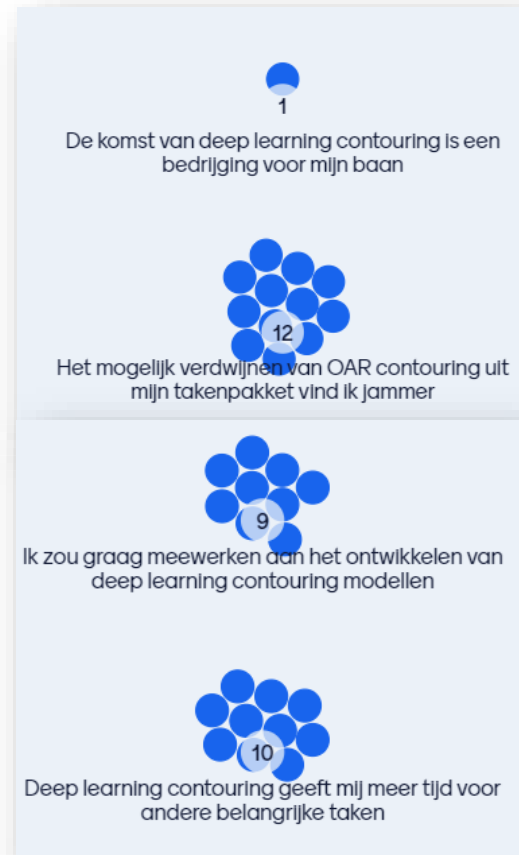 1
De komst van deep learning contouring is een
bedrijging voor mijn baan
12
Het mogelijk verdwijnen van OAR contouring uit
mijn takenpakket vind ik jammer
9
Ik zou graag meewerken aan het ontwikkelen van
deep learning contouring modellen
10
Deep learning contouring geeft mij meer tijd voor
andere belangrijke taken